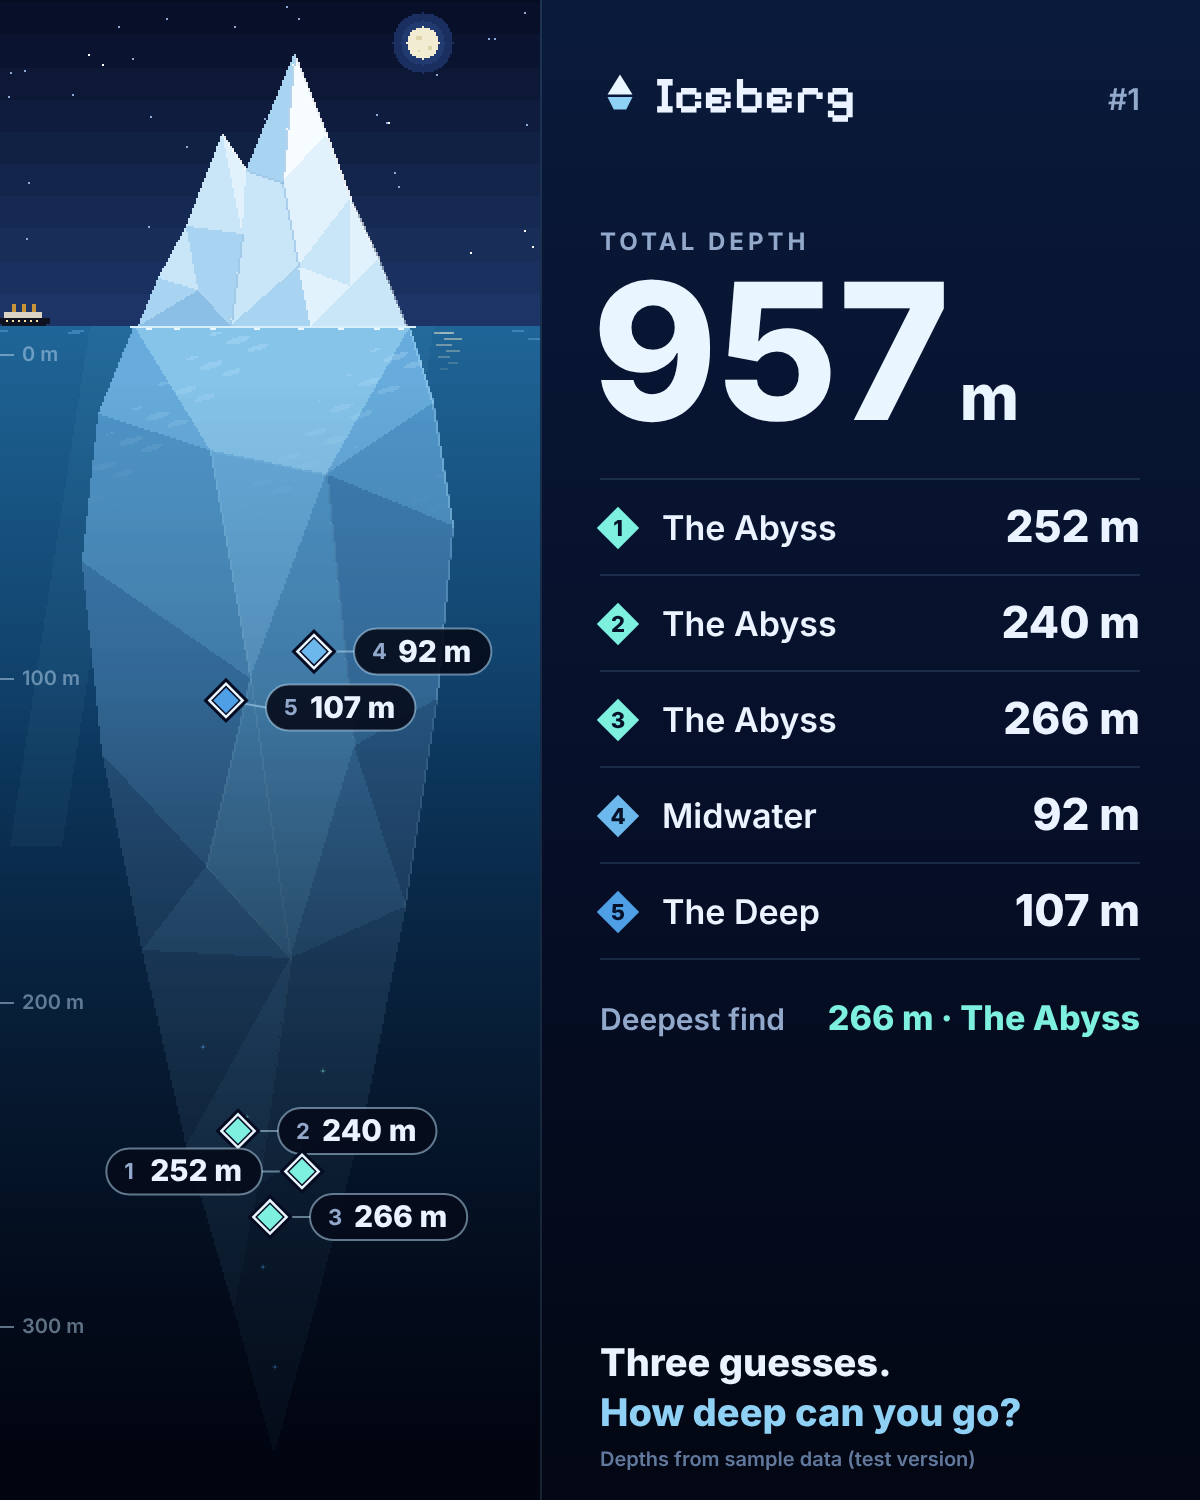 Iceberg
#1
TOTAL DEPTH
957 m
1 The Abyss 252 m
2 The Abyss 240 m
3 The Abyss 266 m
4 Midwater 92 m
5 The Deep 107 m
Deepest find 266 m · The Abyss
Three guesses.
How deep can you go?
Depths from sample data (test version)
0 m
4 92 m
100 m
5 107 m
200 m
2 240 m
1 252 m
3 266 m
300 m